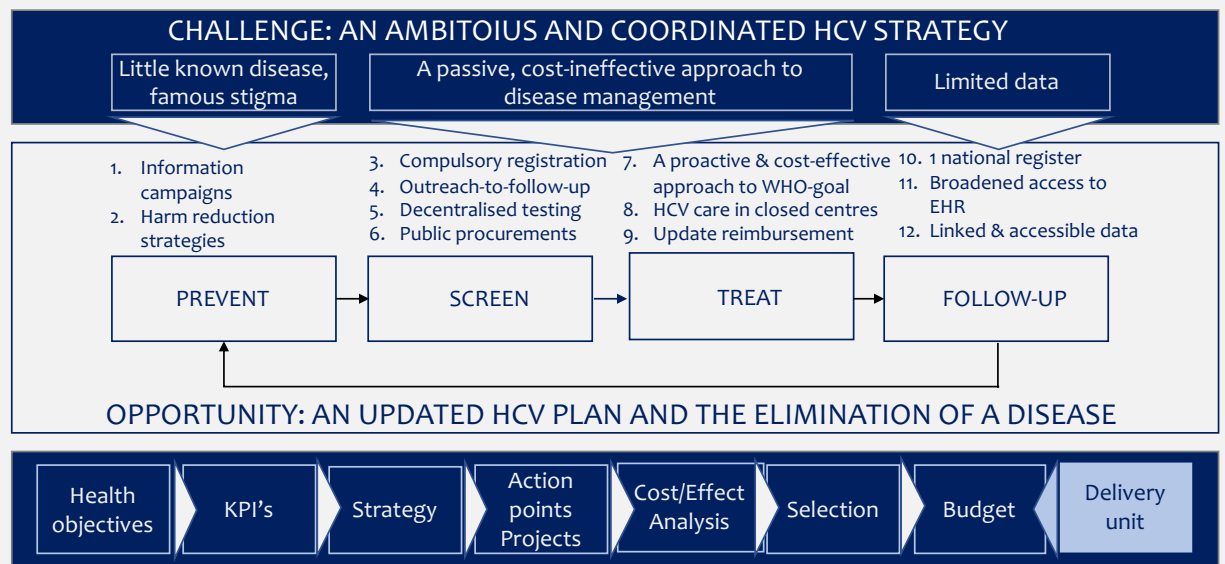 CHALLENGE: AN AMBITOIUS AND COORDINATED HCV STRATEGY
Little known disease,
famous stigma
A passive, cost-ineffective approach to
disease management
Limited data
1. Information
campaigns
2. Harm reduction
strategies
3. Compulsory registration
4. Outreach-to-follow-up
5. Decentralised testing
6. Public procurements
7. A proactive & cost-effective
approach to WHO-goal
8. HCV care in closed centres
9. Update reimbursement
10. 1 national register
11. Broadened access to
EHR
12. Linked & accessible data
PREVENT
SCREEN
TREAT
FOLLOW-UP
OPPORTUNITY: AN UPDATED HCV PLAN AND THE ELIMINATION OF A DISEASE
Health
objectives
KPI's
Strategy
Action
points
Projects
Cost/Effect
Analysis
Selection
Budget
Delivery
unit